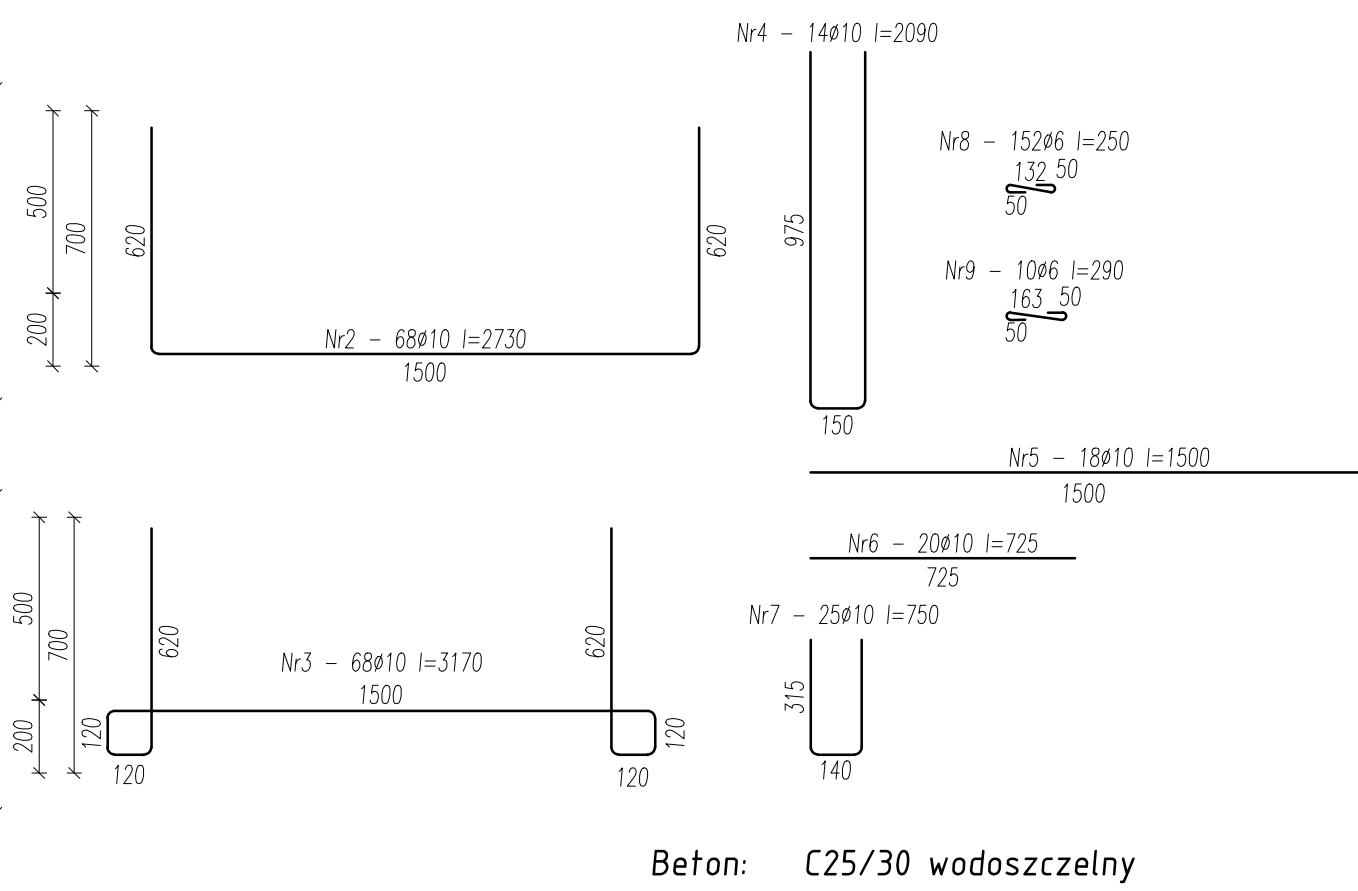 Nr4 - 14ø10 l=2090
975
150
Nr8 - 152ø6 l=250
132 50
50
Nr9 - 10ø6 l=290
163 50
50
500
700
200
620
620
Nr2 - 68ø10 l=2730
1500
Nr5 - 18ø10 l=1500
1500
Nr6 - 20ø10 l=725
725
Nr7 - 25ø10 l=750
315
140
500
700
200
620
620
Nr3 - 68ø10 l=3170
1500
120
120
120
120
Beton: C25/30 wodoszczelny